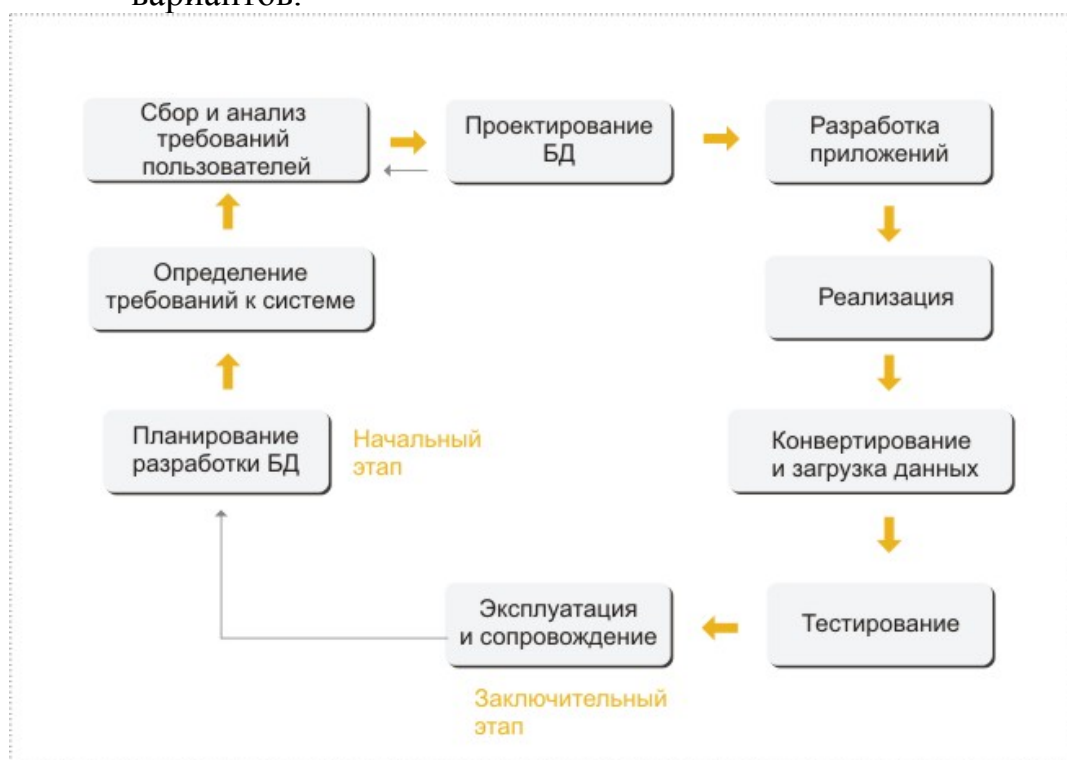 вариантов.
Сбор и анализ
требований
пользователей
Проектирование
БД
Разработка
приложений
Определение
требований к системе
Реализация
Планирование
разработки БД
Начальный
этап
Конвертирование
и загрузка данных
Эксплуатация
и сопровождение
Тестирование
Заключительный
этап